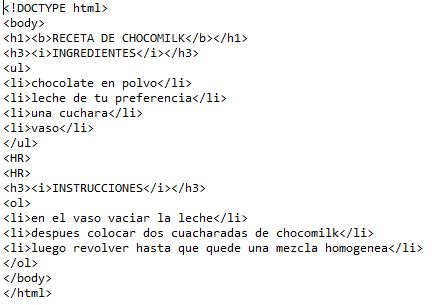 <!DOCTYPE html>
<body>
<h1><b>RECETA DE CHOCOMILK</b></h1>
<h3><i>INGREDIENTES</i></h3>
<ul>
<li>chocolate en polvo</li>
<li>leche de tu preferencia</li>
<li>una cuchara</li>
<li>vaso</li>
</ul>
<HR>
<HR>
<h3><i>INSTRUCCIONES</i></h3>
<ol>
<li>en el vaso vaciar la leche</li>
<li>despues colocar dos cuacharadas de chocomilk</li>
<li>luego revolver hasta que quede una mezcla homogenea</li>
</ol>
</body>
</html>